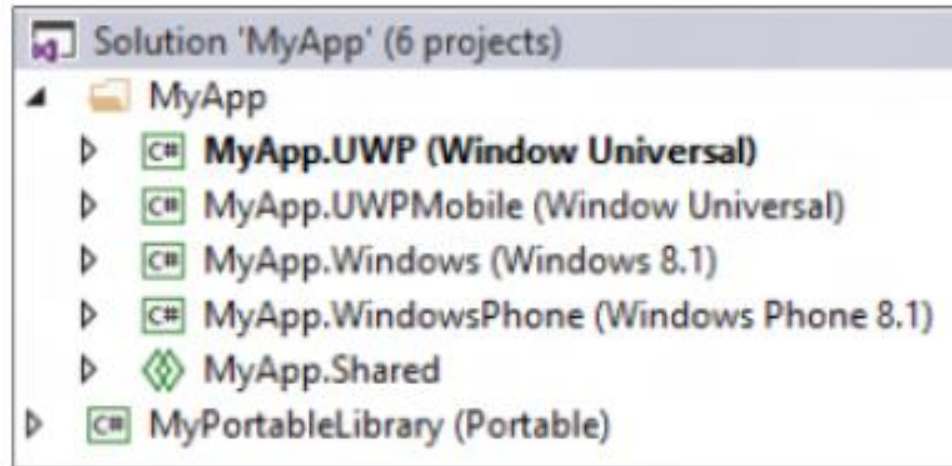 Solution 'MyApp' (6 projects)
MyApp
C# MyApp.UWP (Window Universal)
C# MyApp.UWPMobile (Window Universal)
C# MyApp.Windows (Windows 8.1)
C# MyApp.WindowsPhone (Windows Phone 8.1)
MyApp.Shared
C# MyPortableLibrary (Portable)